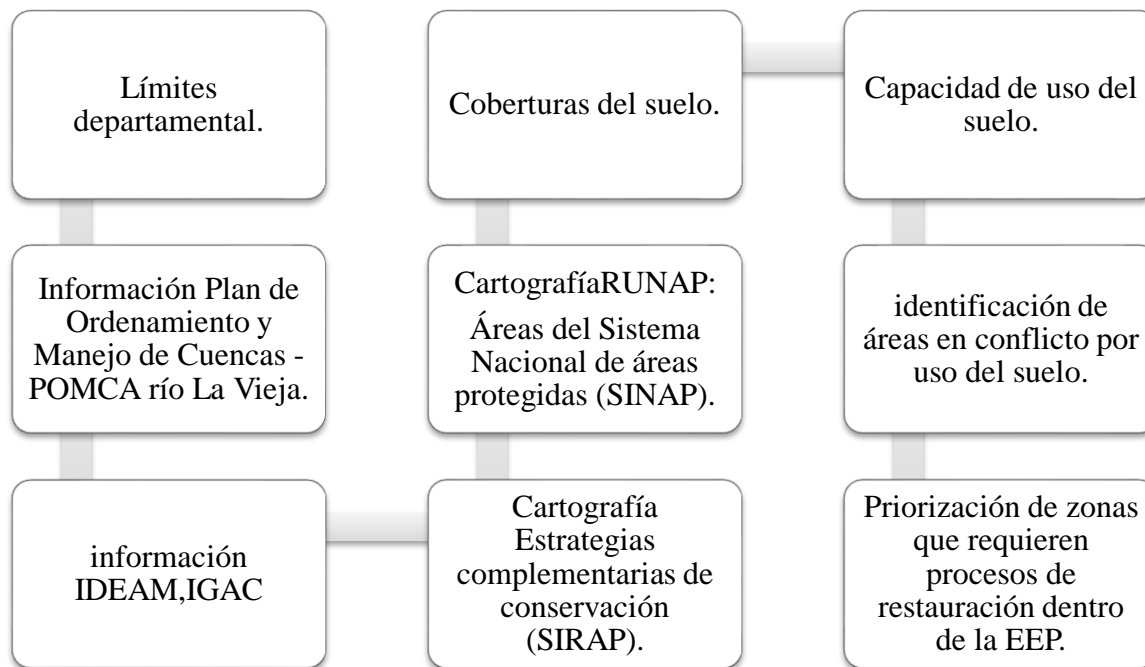 Límites
departamental.
Información Plan de
Ordenamiento y
Manejo de Cuencas -
POMCA río La Vieja.
información
IDEAM,IGAC
Cartografía
Estrategias
complementarias de
conservación
(SIRAP).
CartografíaRUNAP:
Áreas del Sistema
Nacional de áreas
protegidas (SINAP).
Coberturas del suelo.
Capacidad de uso del
suelo.
identificación de
áreas en conflicto por
uso del suelo.
Priorización de zonas
que requieren
procesos de
restauración dentro
de la EEP.